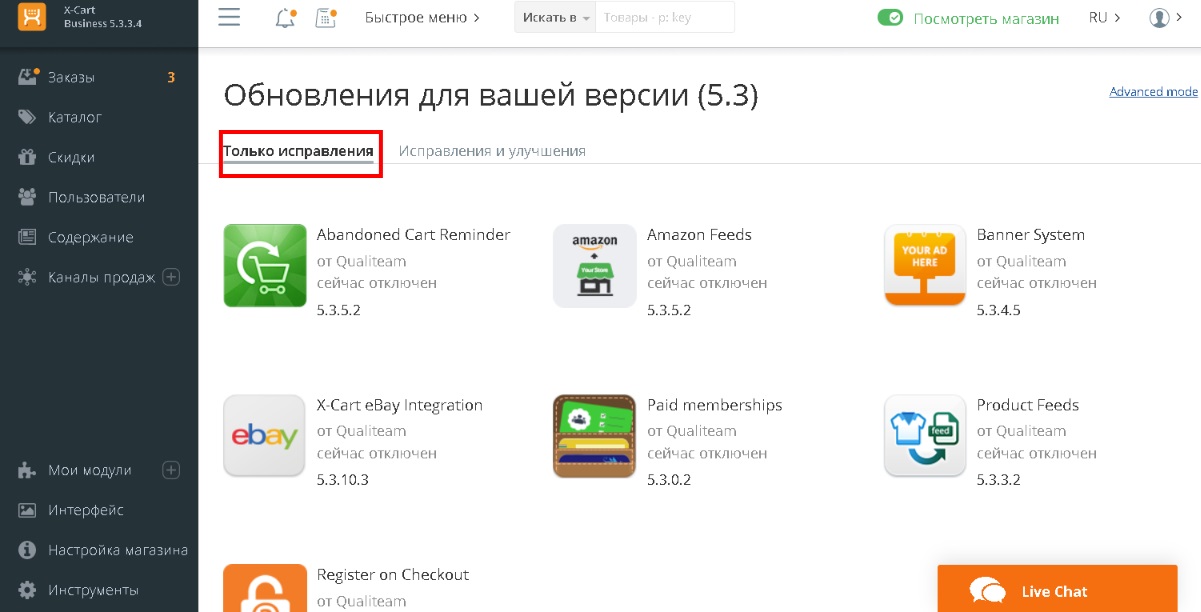 X-Cart
Business 5.3.3.4
Быстрое меню
Искать в
Товары - p: key
Посмотреть магазин
RU
Заказы 3
Каталог
Скидки
Пользователи
Содержание
Каналы продаж
Мои модули
Интерфейс
Настройка магазина
Инструменты
Обновления для вашей версии (5.3)
Advanced mode
Только исправления
Исправления и улучшения
Abandoned Cart Reminder
от Qualiteam
сейчас отключен
5.3.5.2
amazon
Your Store
Amazon Feeds
от Qualiteam
сейчас отключен
5.3.5.2
YOUR AD
HERE
Banner System
от Qualiteam
сейчас отключен
5.3.4.5
ebay
X-Cart eBay Integration
от Qualiteam
сейчас отключен
5.3.10.3
Paid memberships
от Qualiteam
сейчас отключен
5.3.0.2
feed
Product Feeds
от Qualiteam
сейчас отключен
5.3.3.2
Register on Checkout
от Qualiteam
Live Chat